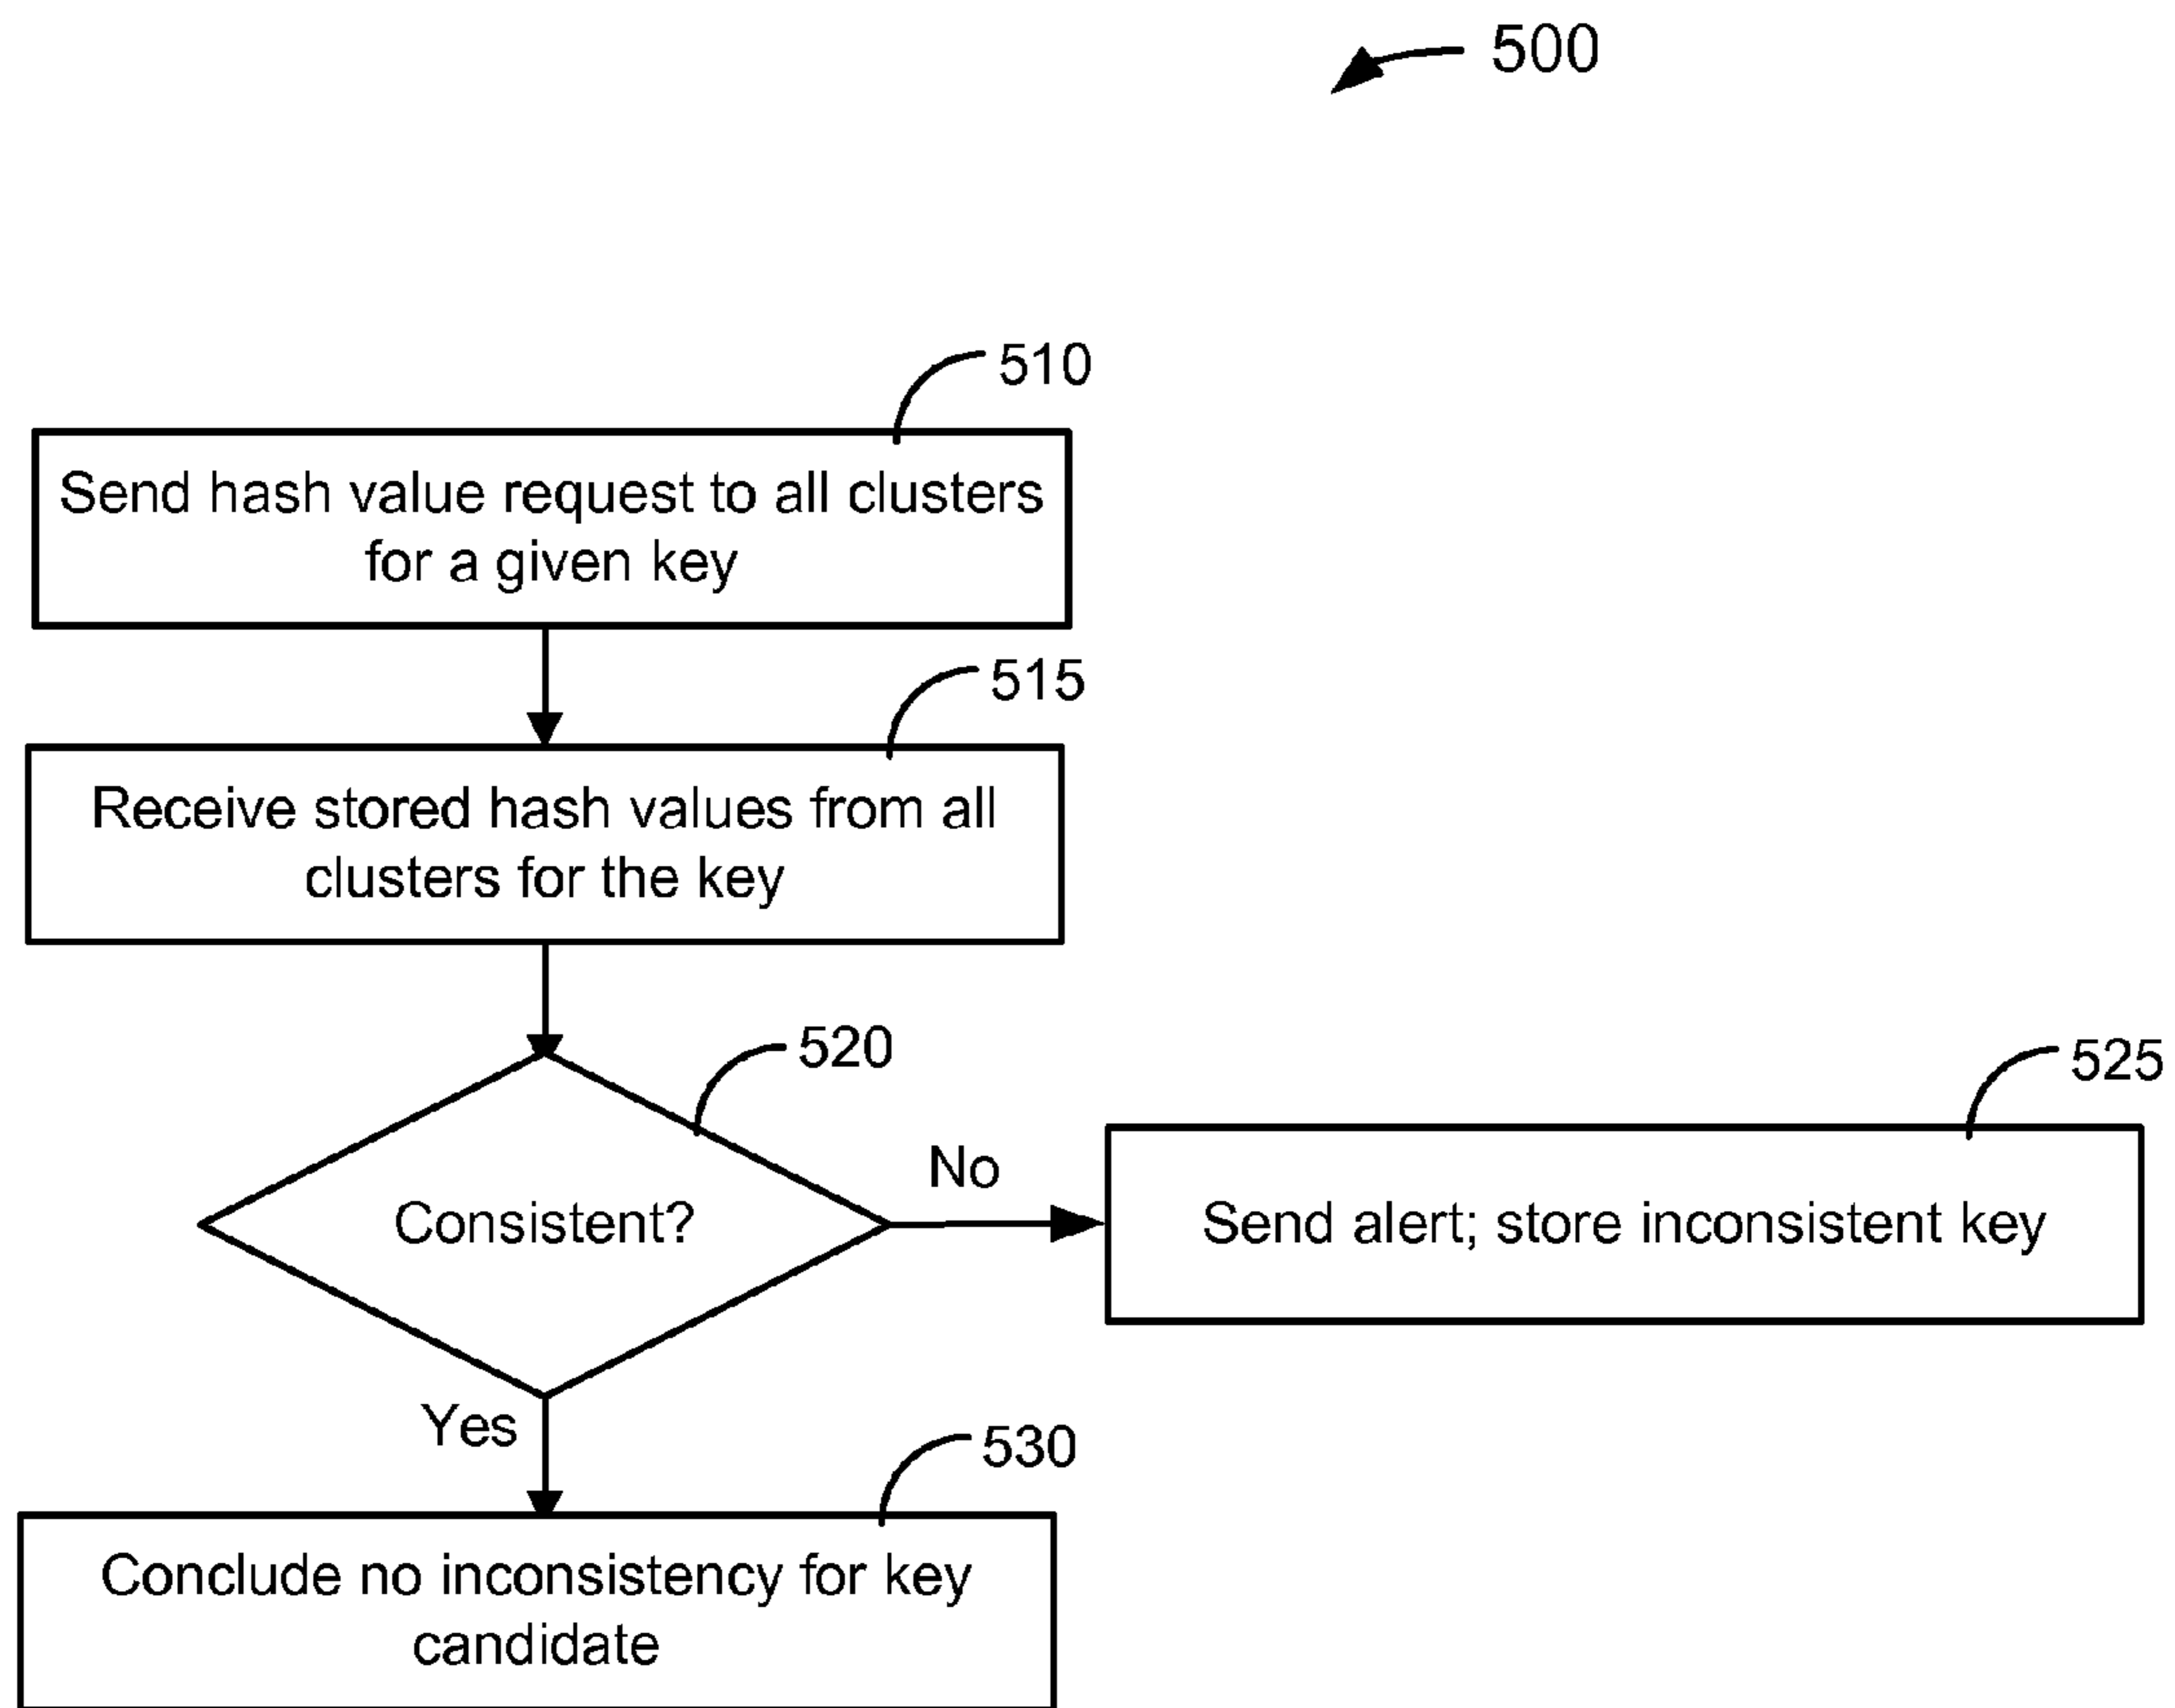 500
510
Send hash value request to all clusters
for a given key
515
Receive stored hash values from all
clusters for the key
520
525
Consistent?
No
Send alert; store inconsistent key
Yes
530
Conclude no inconsistency for key
candidate